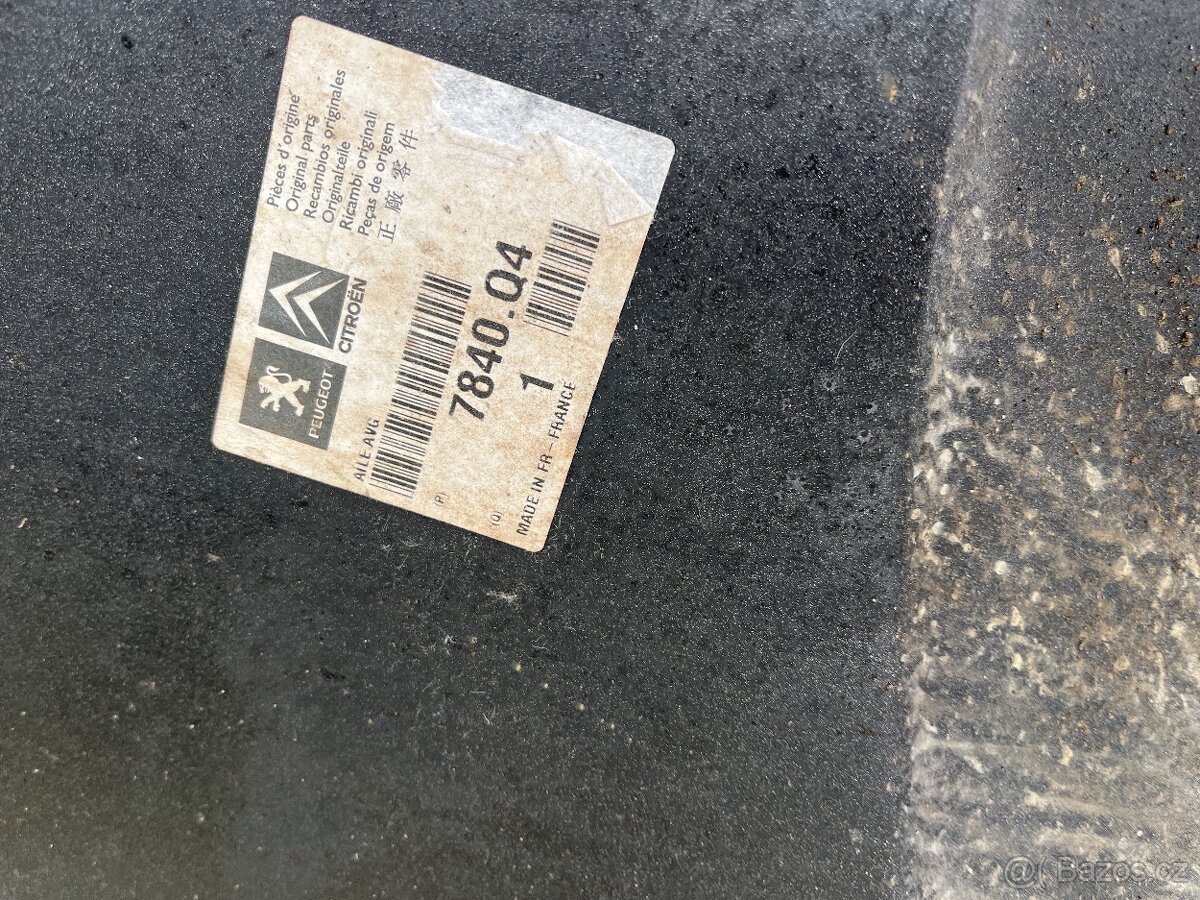 Pièces d'origine
Original parts
Recambios originales
Originalteile
Ricambi originali
Peças de origem
正廠零件
PEUGEOT
CITROËN
AILE AVG
(P)
7840.Q4
(Q)
1
MADE IN FR - FRANCE
@ Bazos.cz